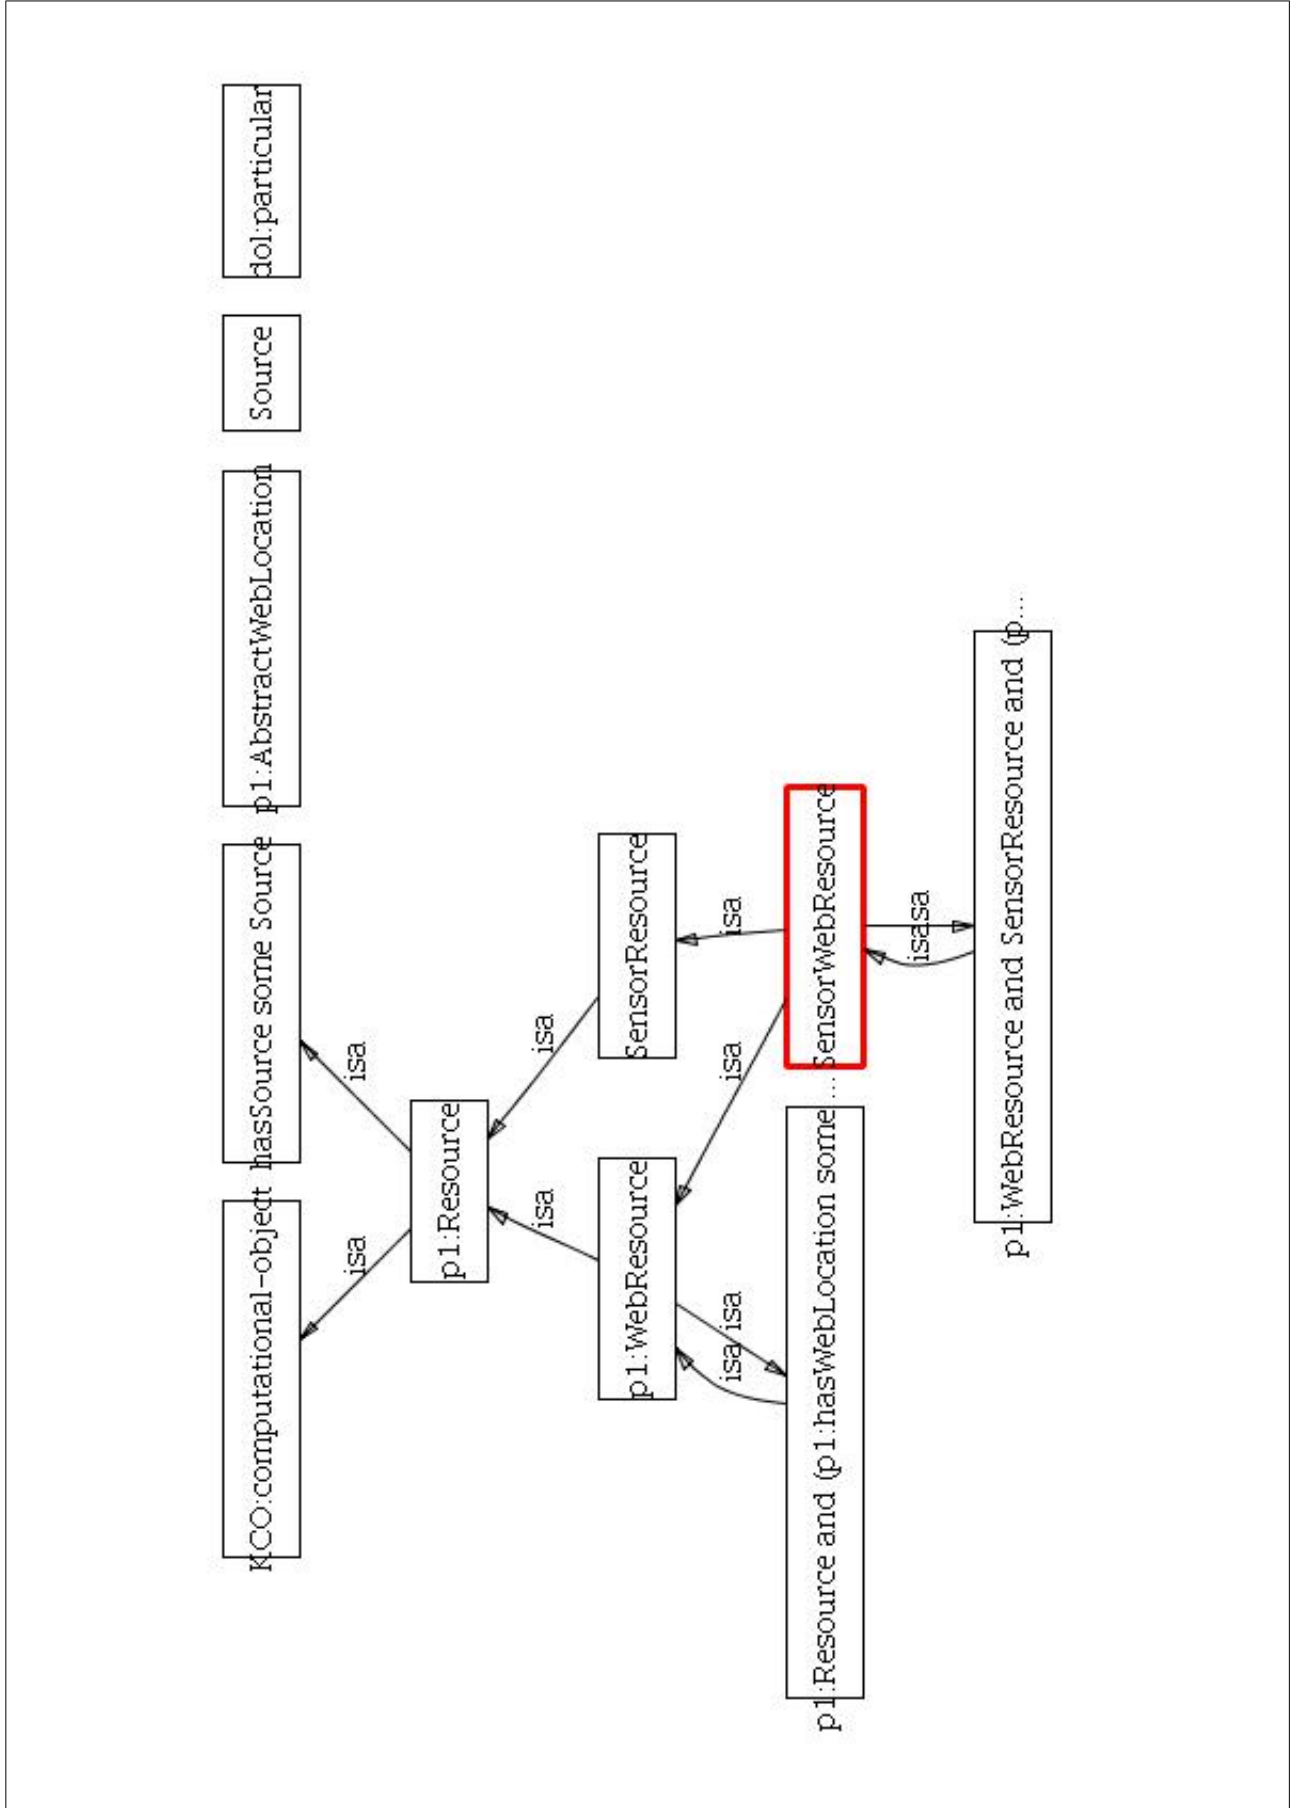 KCO:computational-object
hasSource some Source
p1:AbstractWebLocation
Source
dol:particular
isa
isa
p1:Resource
isa
isa
p1:WebResource
SensorResource
isa
isa
isa
isa
p1:Resource and (p1:hasWebLocation some ...
SensorWebResource
isa
isa
p1:WebResource and SensorResource and (p...